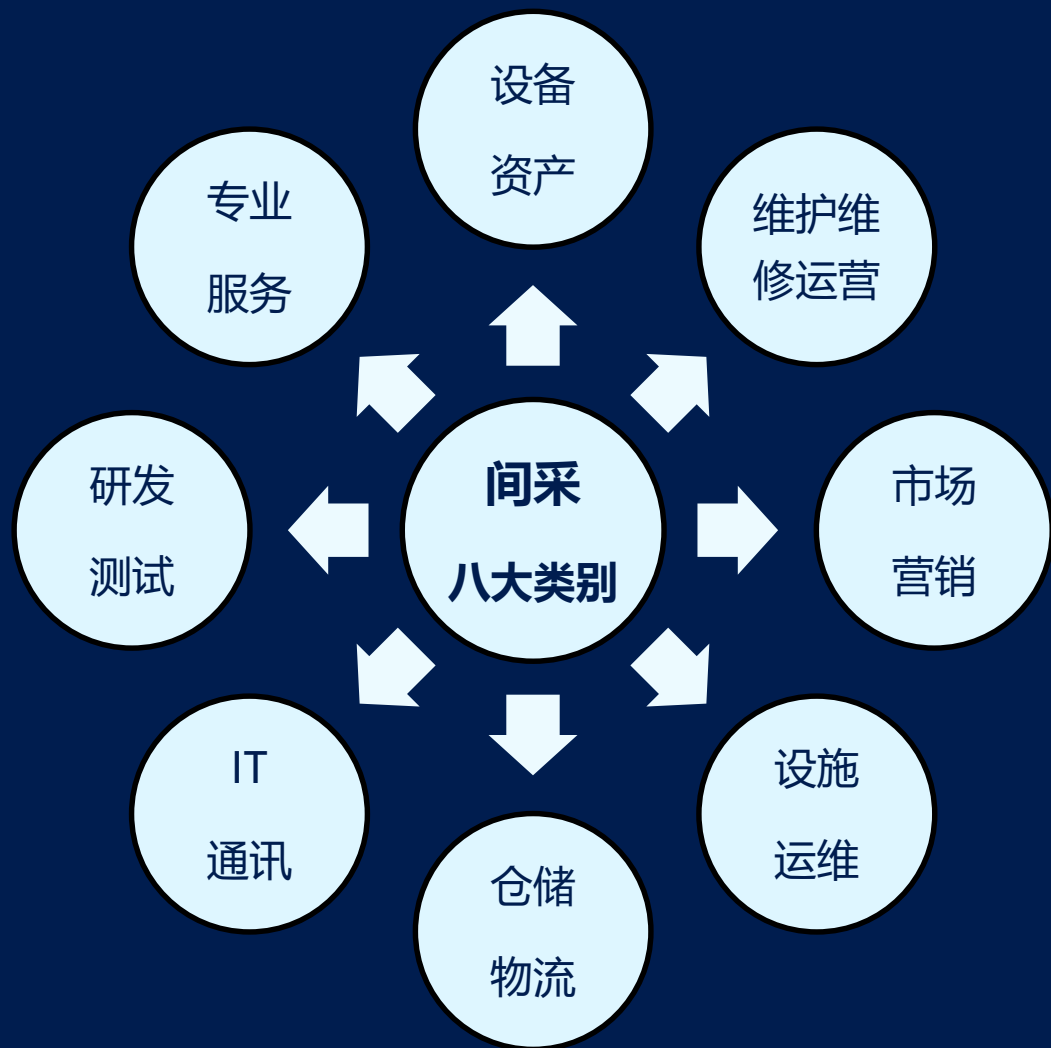 设备
资产
维护维
修运营
市场
营销
设施
运维
仓储
物流
IT
通讯
研发
测试
专业
服务
间采
八大类别